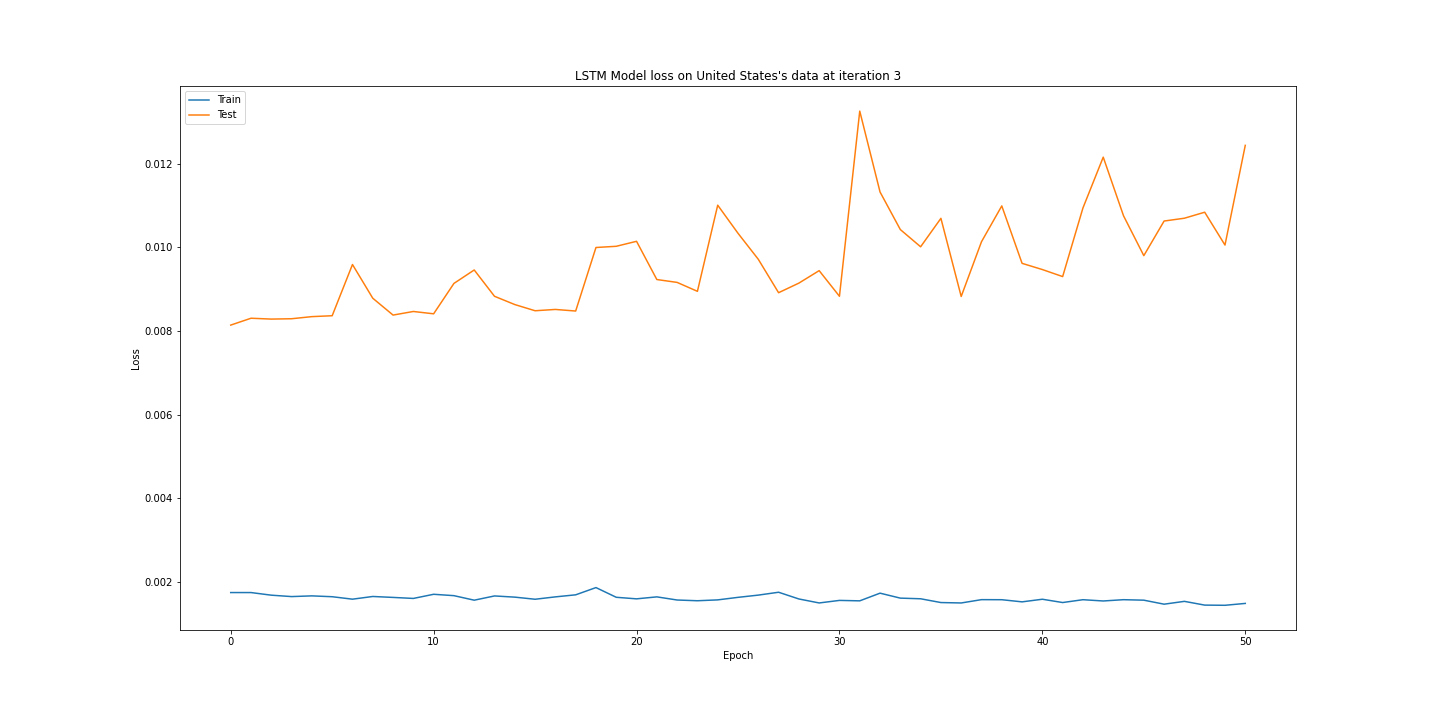 LSTM Model loss on United States's data at iteration 3
Train
Test
0.012
0.010
0.008
0.006
0.004
0.002
Loss
0 10 20 30 40 50
Epoch